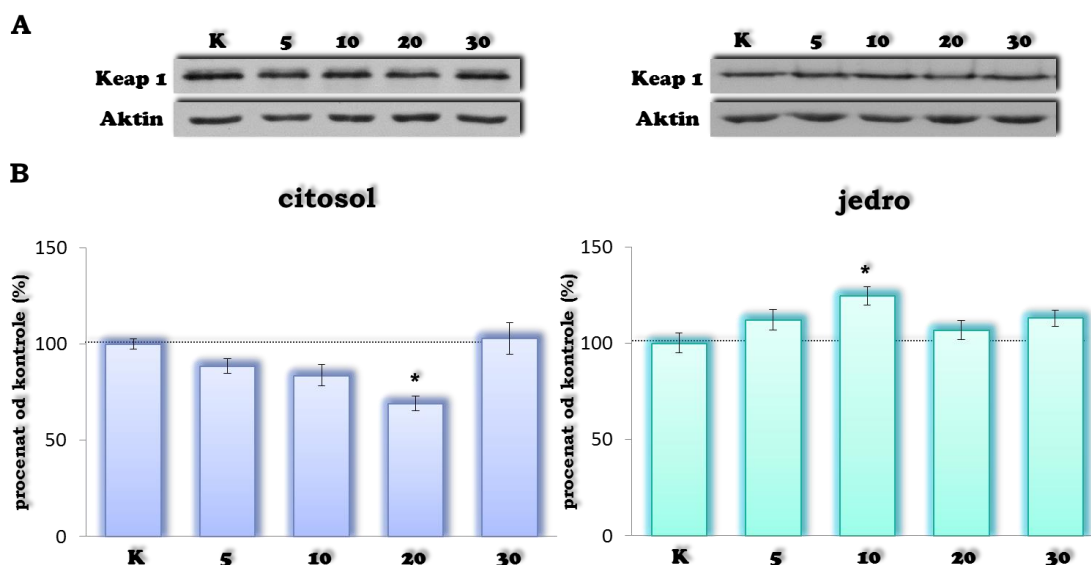 A
K 5 10 20 30
Keap 1
Aktin
K 5 10 20 30
Keap 1
Aktin
B
citosol
procenat od kontrole (%)
150
100
50
0
*
K 5 10 20 30
jedro
procenat od kontrole (%)
150
100
50
0
*
K 5 10 20 30